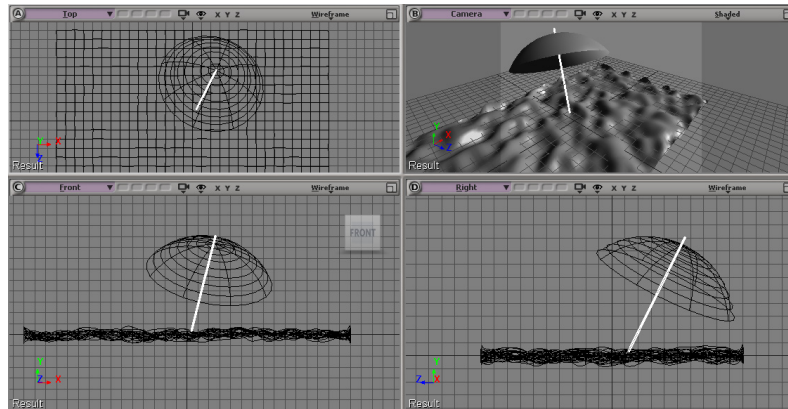 A Top X Y Z Wireframe
B Camera X Y Z Shaded
Y X
Z
Result
Y X
Z
Result
C Front X Y Z Wireframe
D Right X Y Z Wireframe
FRONT
Y
Z X
Result
Y
Z X
Result